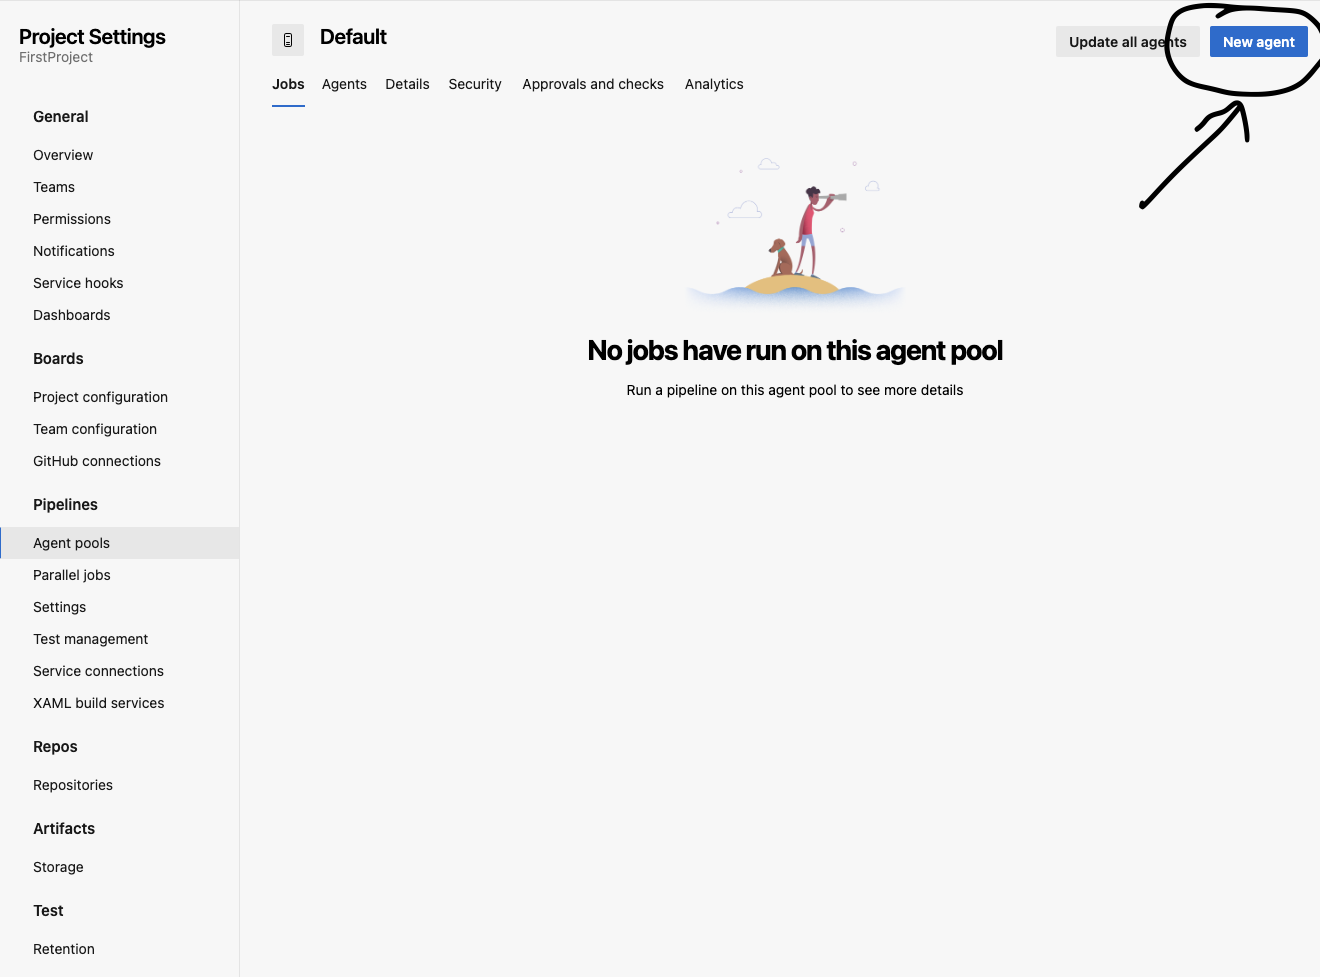 Project Settings
FirstProject
General
Overview
Teams
Permissions
Notifications
Service hooks
Dashboards
Boards
Project configuration
Team configuration
GitHub connections
Pipelines
Agent pools
Parallel jobs
Settings
Test management
Service connections
XAML build services
Repos
Repositories
Artifacts
Storage
Test
Retention
Default
Update all agents New agent
Jobs Agents Details Security Approvals and checks Analytics
No jobs have run on this agent pool
Run a pipeline on this agent pool to see more details